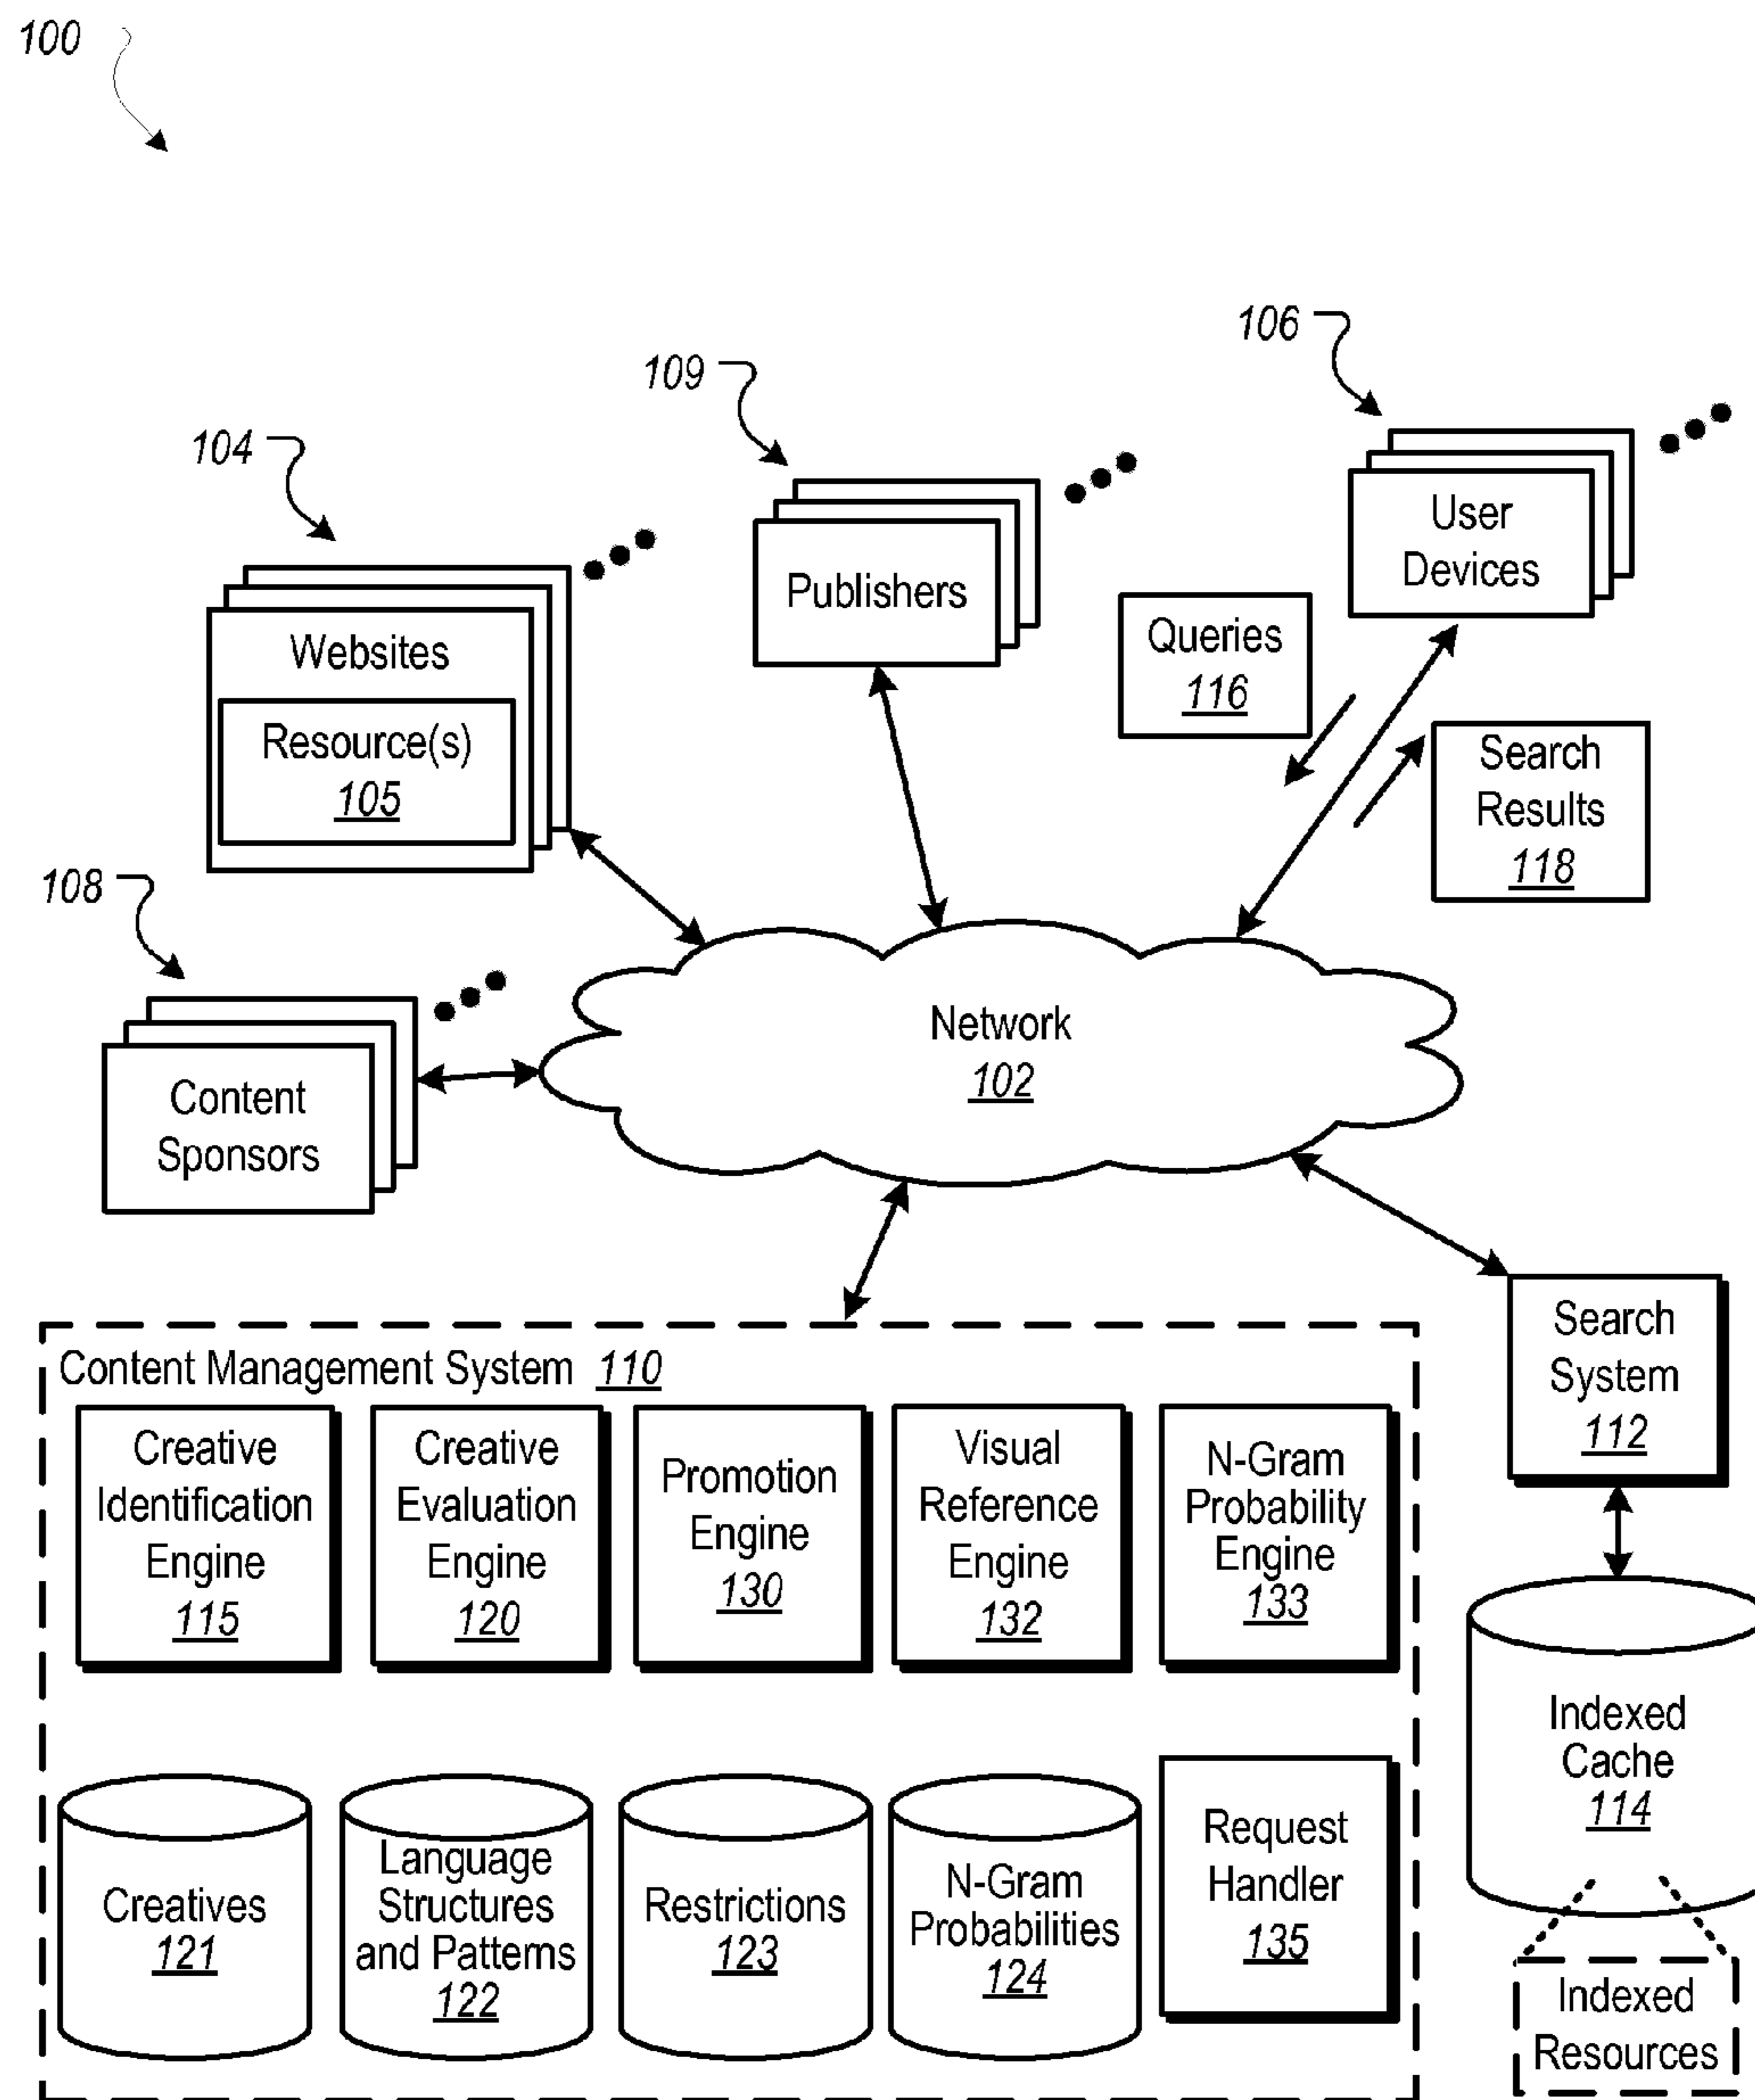 100
106
109
104
User
Devices
Publishers
Queries
116
Websites
Resource(s)
105
Search
Results
118
108
Network
102
Content
Sponsors
Search
System
112
Content Management System 110
Creative
Identification
Engine
115
Creative
Evaluation
Engine
120
Promotion
Engine
130
Visual
Reference
Engine
132
N-Gram
Probability
Engine
133
Indexed
Cache
114
Creatives
121
Language
Structures
and Patterns
122
Restrictions
123
N-Gram
Probabilities
124
Request
Handler
135
Indexed
Resources